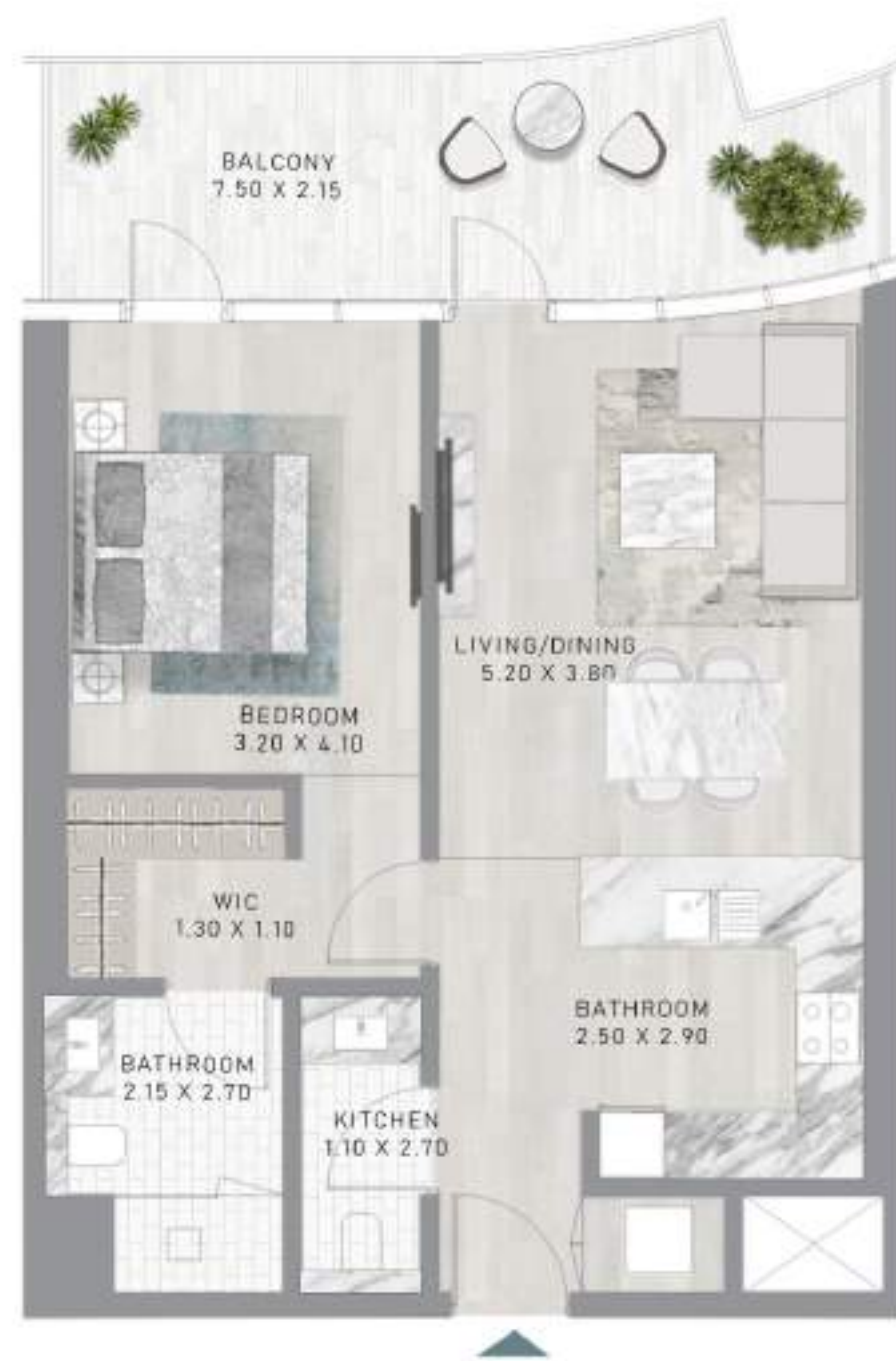 BALCONY
7.50 X 2.15
LIVING/DINING
5.20 X 3.80
BEDROOM
3.20 X 4.10
WIC
1.30 X 1.10
BATHROOM
2.50 X 2.90
BATHROOM
2.15 X 2.70
KITCHEN
1.10 X 2.70